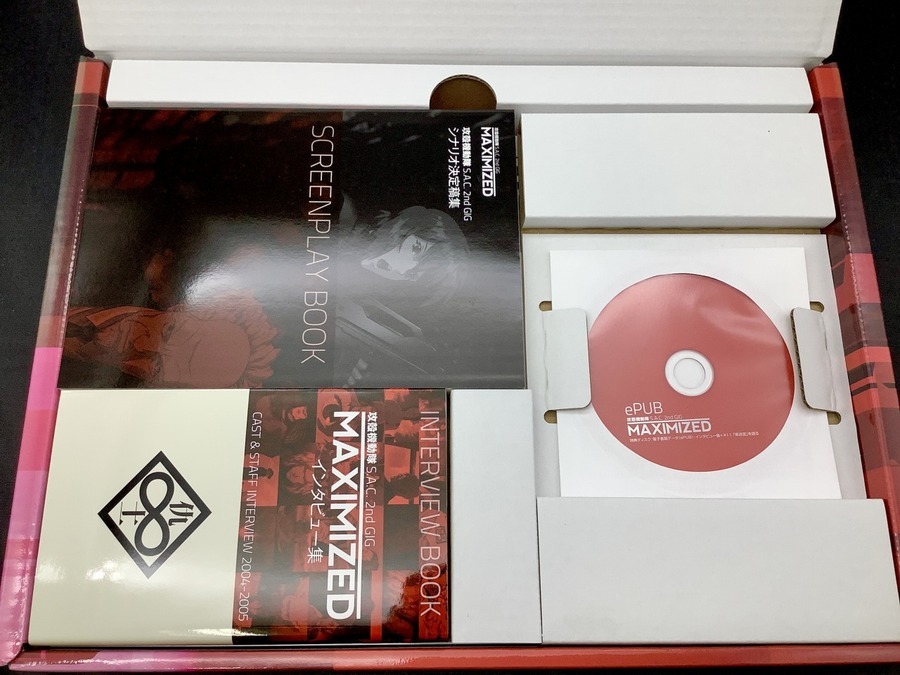 攻殻機動隊 S.A.C. 2nd GIG
MAXIMIZED
攻殻機動隊 S.A.C. 2nd GIG
シナリオ決定稿集
SCREENPLAY BOOK
INTERVIEW BOOK
攻殻機動隊 S.A.C. 2nd GIG
MAXIMIZED
インタビュー集
CAST & STAFF INTERVIEW 2004-2005
仇
士
ePUB
攻殻機動隊 S.A.C. 2nd GIG
MAXIMIZED